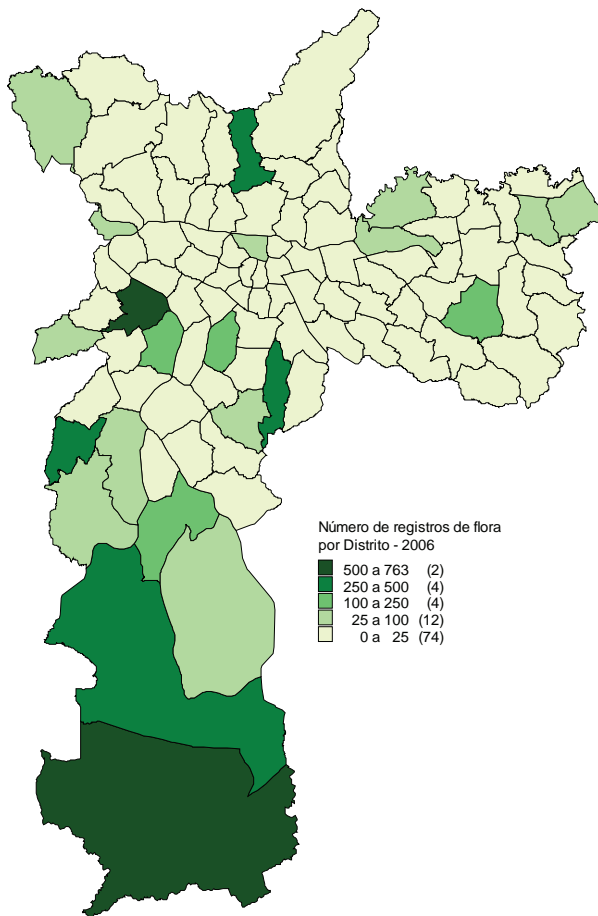 Número de registros de flora
por Distrito - 2006
500 a 763 (2)
250 a 500 (4)
100 a 250 (4)
25 a 100 (12)
0 a 25 (74)